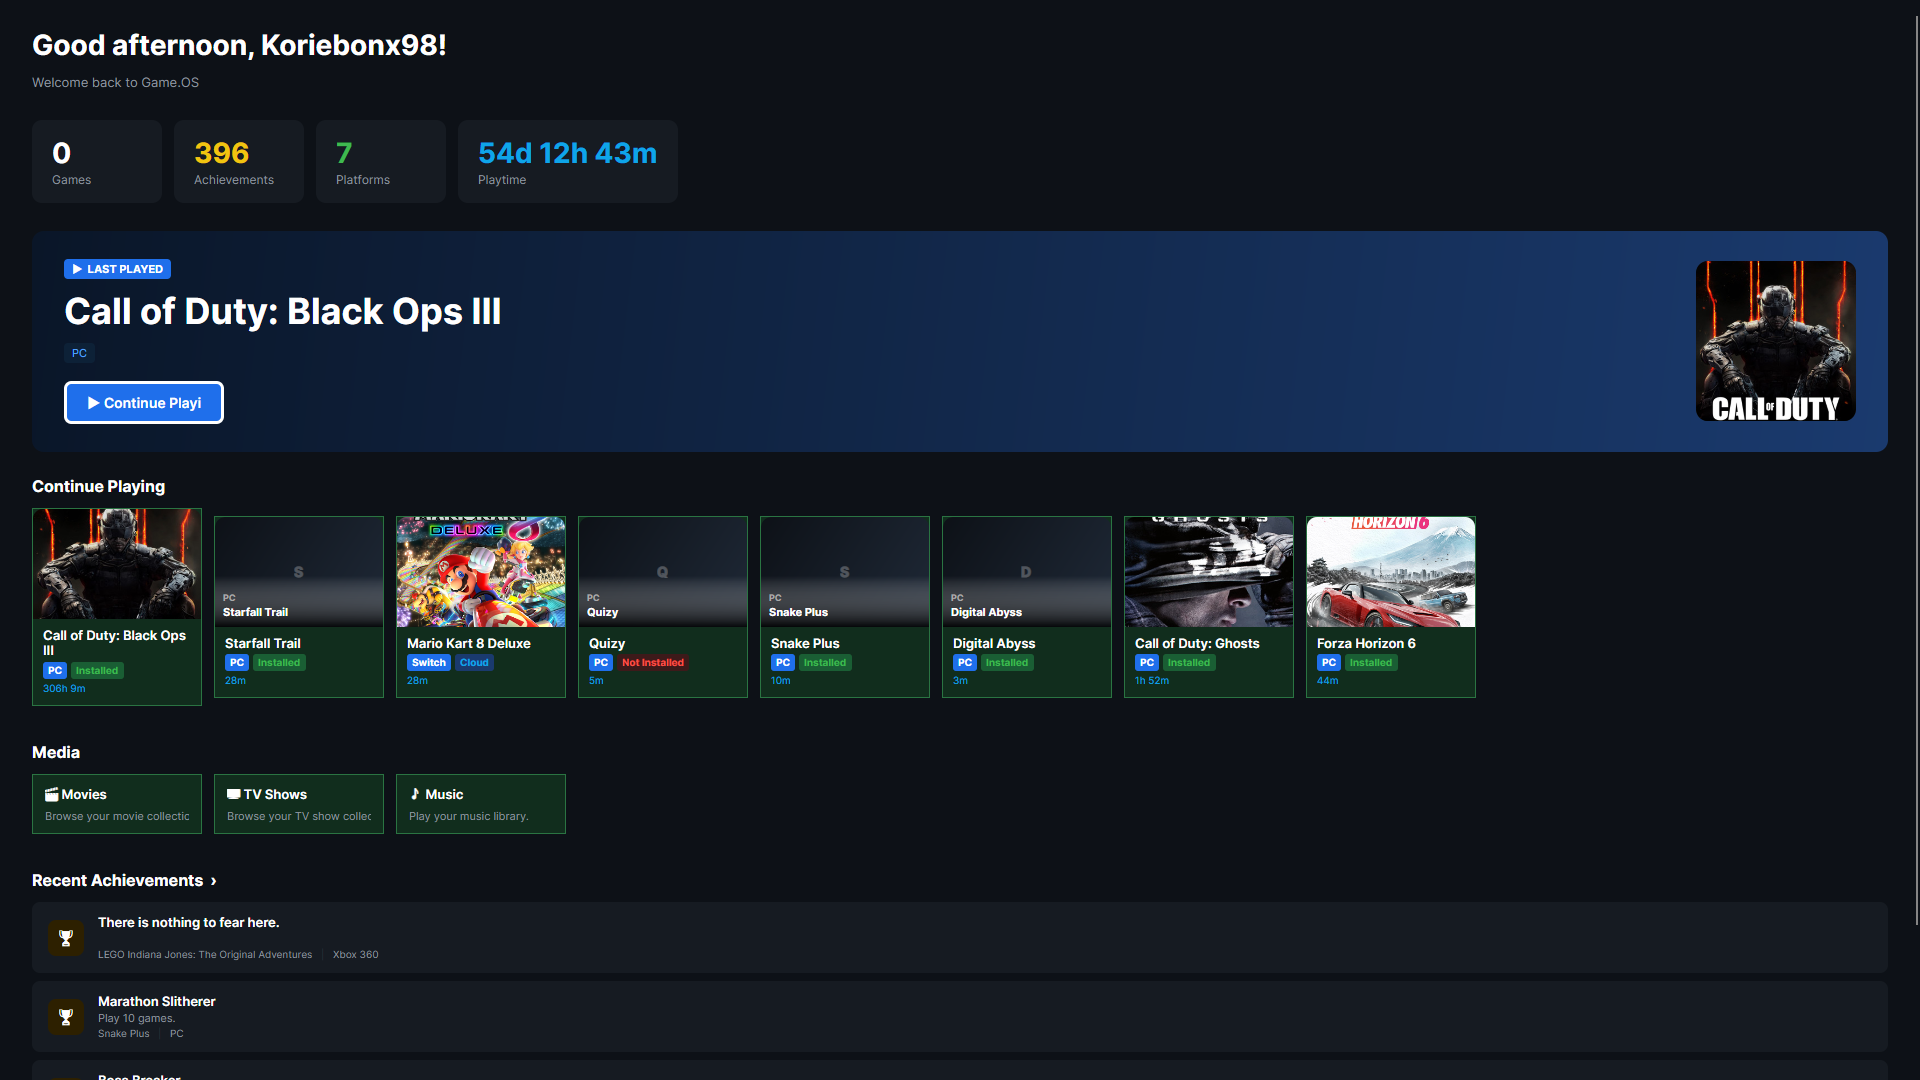 Good afternoon, Koriebonx98!
Welcome back to Game.OS
0
Games
396
Achievements
7
Platforms
54d 12h 43m
Playtime
▶ LAST PLAYED
Call of Duty: Black Ops III
PC
▶ Continue Playi
CALL OF DUTY
Continue Playing
Call of Duty: Black Ops
III
PC Installed
306h 9m
S
PC
Starfall Trail
Starfall Trail
PC Installed
28m
DELUXE
Mario Kart 8 Deluxe
Switch Cloud
28m
Q
PC
Quizy
Quizy
PC Not Installed
5m
S
PC
Snake Plus
Snake Plus
PC Installed
10m
D
PC
Digital Abyss
Digital Abyss
PC Installed
3m
GHOSTS
Call of Duty: Ghosts
PC Installed
1h 52m
HORIZON 6
Forza Horizon 6
PC Installed
44m
Media
Movies
Browse your movie collectic
TV Shows
Browse your TV show collec
Music
Play your music library.
Recent Achievements ›
There is nothing to fear here.
LEGO Indiana Jones: The Original Adventures | Xbox 360
Marathon Slitherer
Play 10 games.
Snake Plus | PC